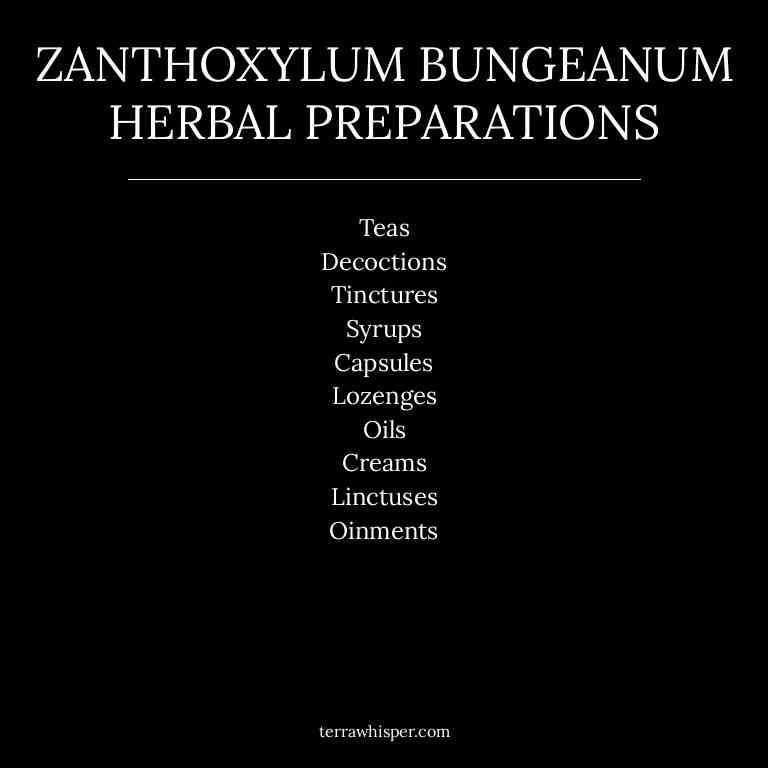 ZANTHOXYLUM BUNGEANUM
HERBAL PREPARATIONS
Teas
Decoctions
Tinctures
Syrups
Capsules
Lozenges
Oils
Creams
Linctuses
Oinments
terrawhisper.com